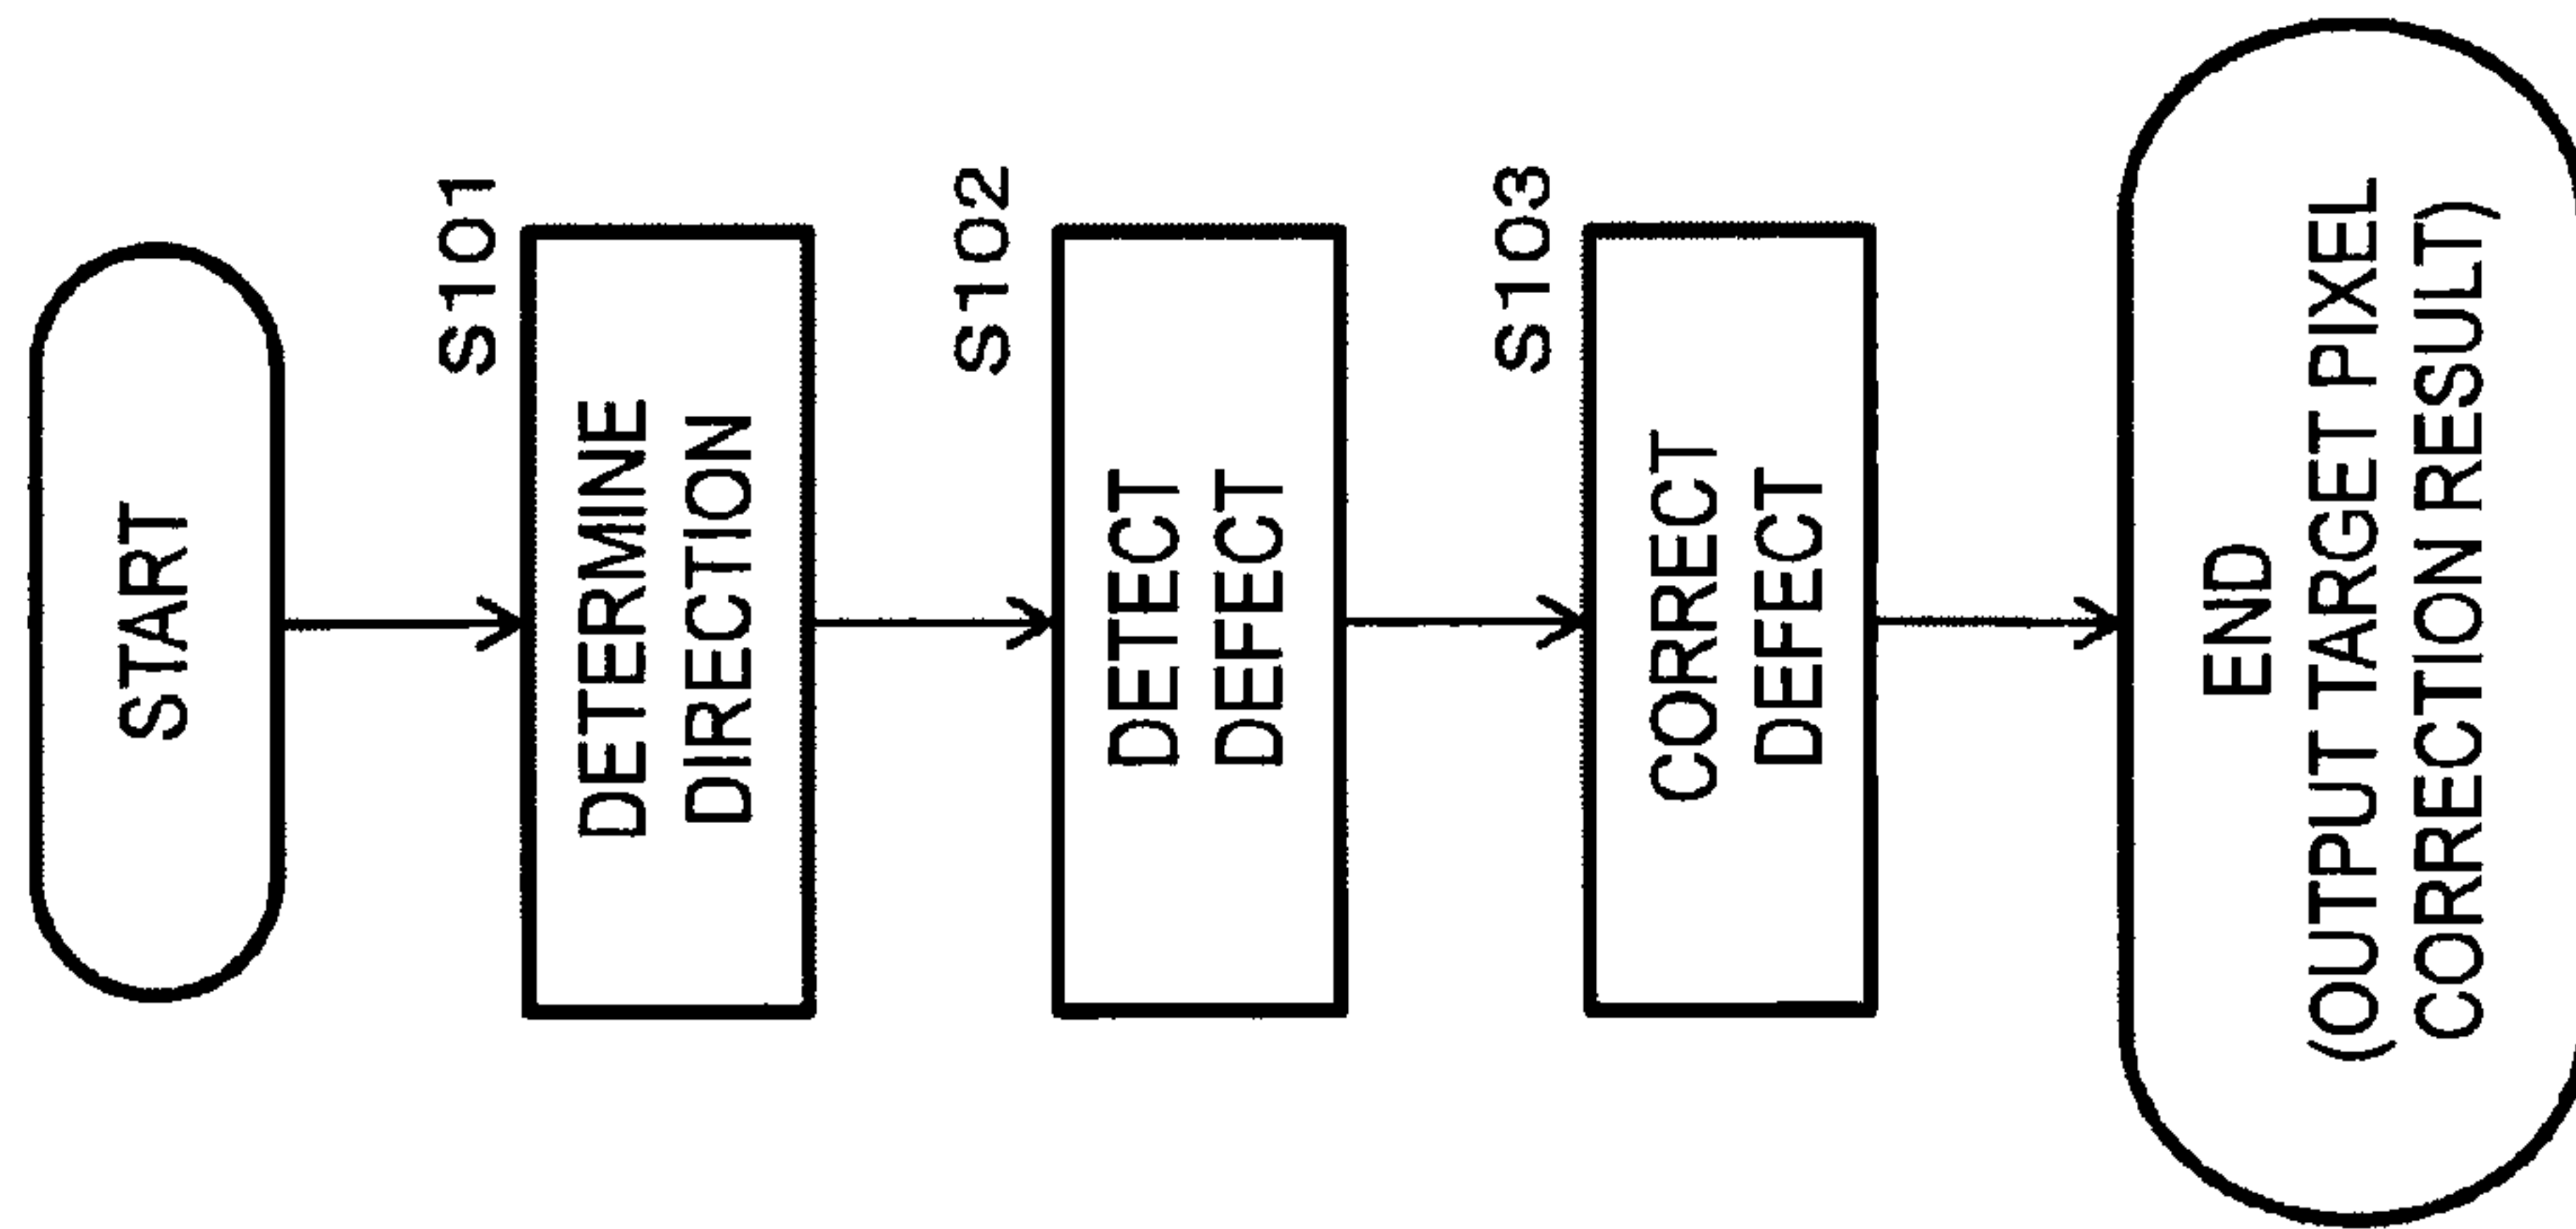 START
S101
DETERMINE
DIRECTION
S102
DETECT
DEFECT
S103
CORRECT
DEFECT
END
(OUTPUT TARGET PIXEL
CORRECTION RESULT)